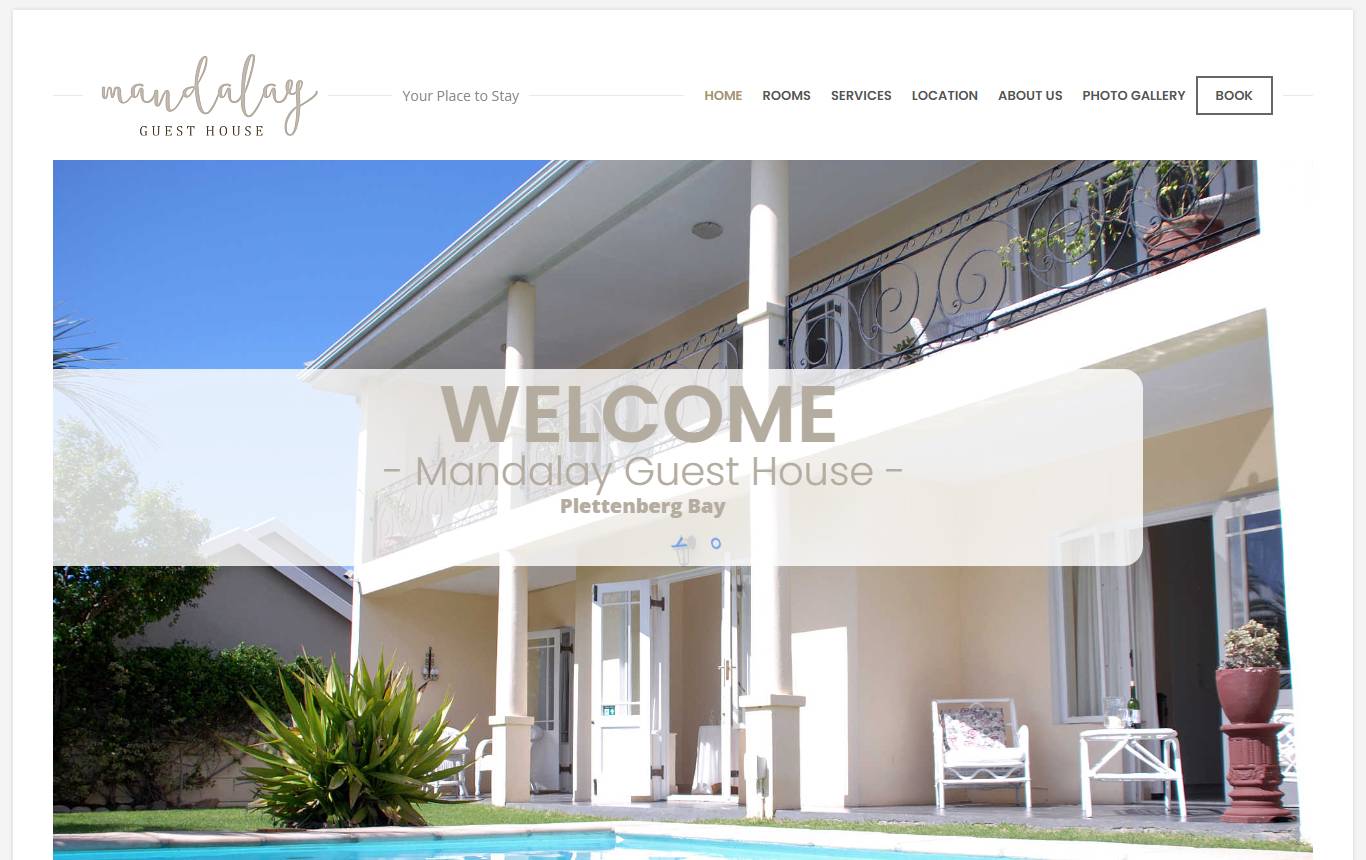 mandalay
GUEST HOUSE
Your Place to Stay
HOME ROOMS SERVICES LOCATION ABOUT US PHOTO GALLERY BOOK
WELCOME
- Mandalay Guest House -
Plettenberg Bay